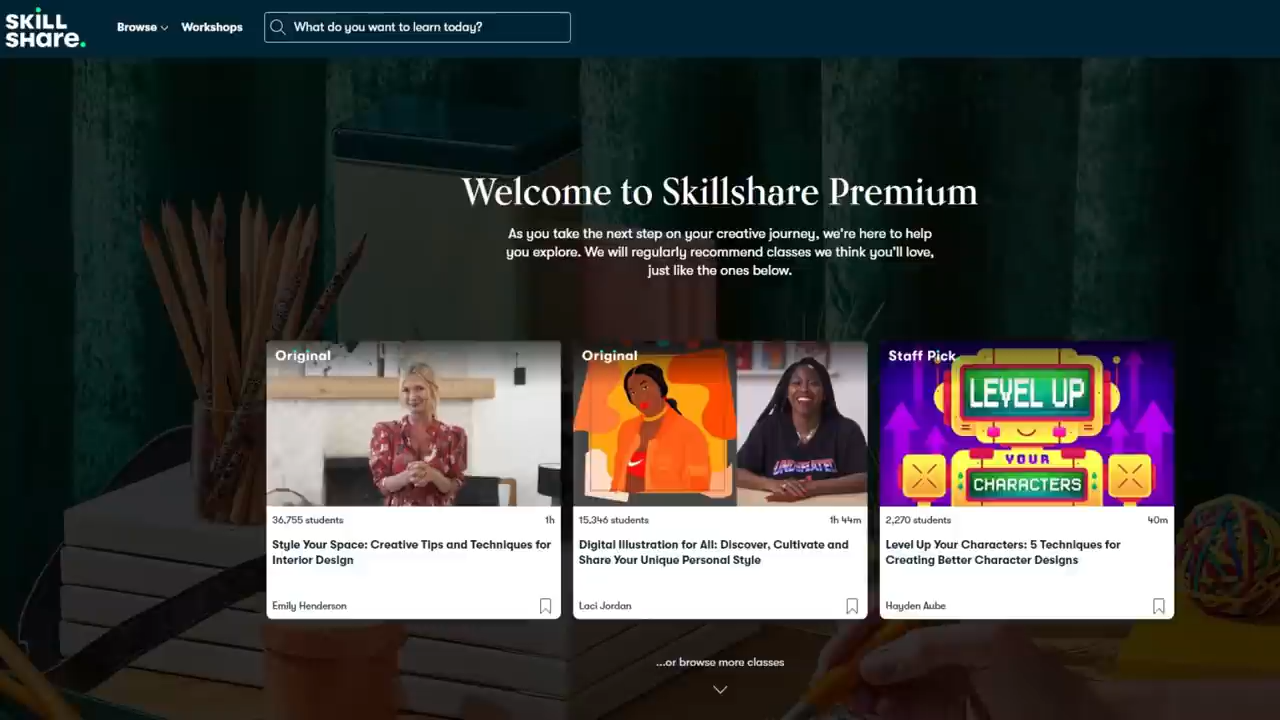 SKILL
SHare.
Browse
Workshops
What do you want to learn today?
Welcome to Skillshare Premium
As you take the next step on your creative journey, we're here to help
you explore. We will regularly recommend classes we think you'll love,
just like the ones below.
Original
36,755 students
1h
Style Your Space: Creative Tips and Techniques for
Interior Design
Emily Henderson
Original
UNDEFEATED
15,346 students
1h 44m
Digital Illustration for All: Discover, Cultivate and
Share Your Unique Personal Style
Laci Jordan
Staff Pick
LEVEL UP
YOUR
CHARACTERS
2,270 students
40m
Level Up Your Characters: 5 Techniques for
Creating Better Character Designs
Hayden Aube
...or browse more classes